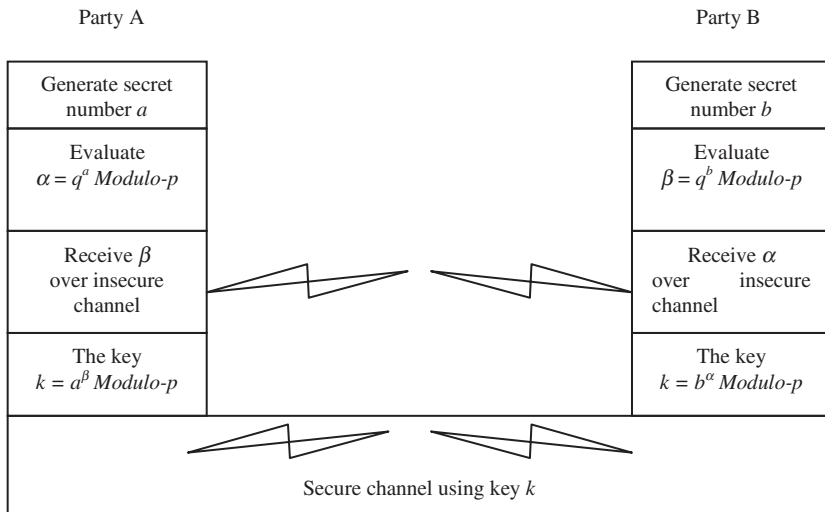 Party A
Party B
Generate secret
number a
Generate secret
number b
Evaluate
α = q^a Modulo-p
Evaluate
β = q^b Modulo-p
Receive β
over insecure
channel
Receive α
over insecure
channel
The key
k = a^β Modulo-p
The key
k = b^α Modulo-p
Secure channel using key k